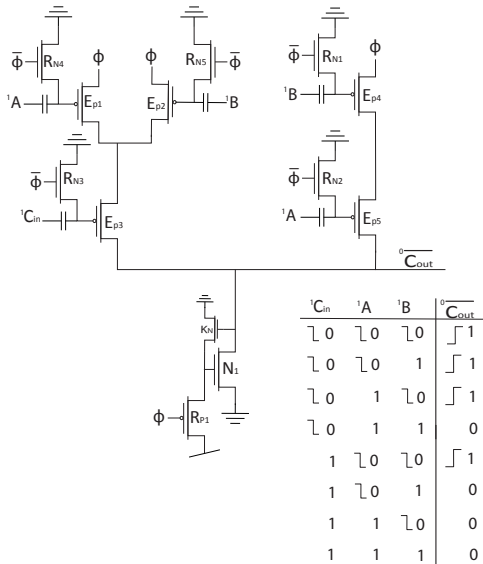 Φ̅ R_N4 Φ Φ R_N5 Φ̅ Φ̅ R_N1 Φ
¹A E_p1 E_p2 ¹B ¹B E_p4
Φ̅ R_N3 Φ̅ R_N2
¹C_in E_p3 ¹A E_p5
⁰C̅_out̅
K_N
N₁
Φ R_P1
¹C_in ¹A ¹B ⁰C̅_out̅
0 0 0 1
0 0 1 1
0 1 0 1
0 1 1 0
1 0 0 1
1 0 1 0
1 1 0 0
1 1 1 0